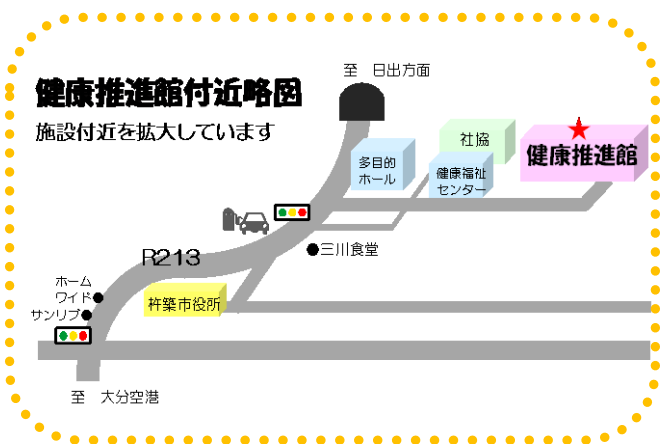 健康推進館付近略図
施設付近を拡大しています
至 日出方面
社協
健康推進館
多目的
ホール
健康福祉
センター
三川食堂
R213
ホーム
ワイド
サンリブ
杵築市役所
至 大分空港